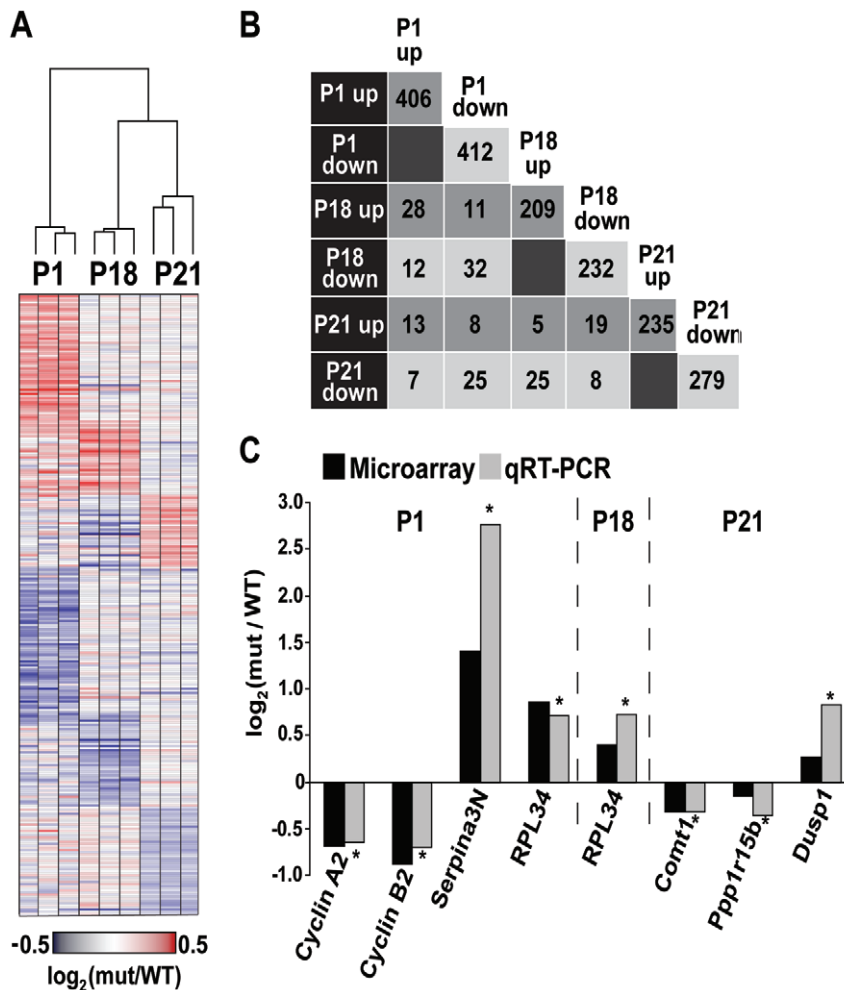 A
P1 P18 P21
-0.5 0.5
log2(mut/WT)
B
P1 up
P1 down
P18 up
P18 down
P21 up
P21 down
P1 up 406
P1 down 412
P18 up 28 11 209
P18 down 12 32 232
P21 up 13 8 5 19 235
P21 down 7 25 25 8 279
C
Microarray qRT-PCR
P1 P18 P21
log2(mut / WT)
3.0
2.5
2.0
1.5
1.0
0.5
0
-0.5
-1.0
* * * * * * * *
Cyclin A2
Cyclin B2
Serpina3N
RPL34
RPL34
Comt1
Ppp1r15b
Dusp1